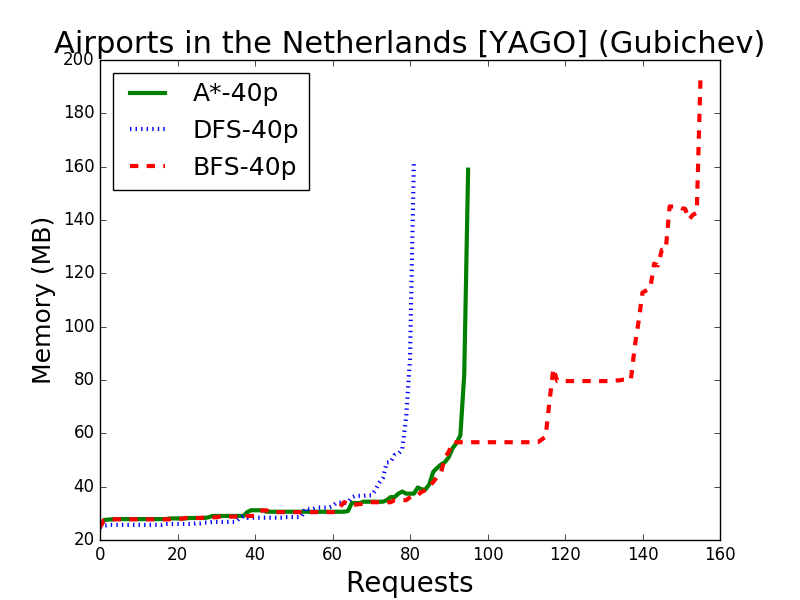 Airports in the Netherlands [YAGO] (Gubichev)
200
180
160
140
120
100
80
60
40
20
Memory (MB)
A*-40p
DFS-40p
BFS-40p
0 20 40 60 80 100 120 140 160
Requests